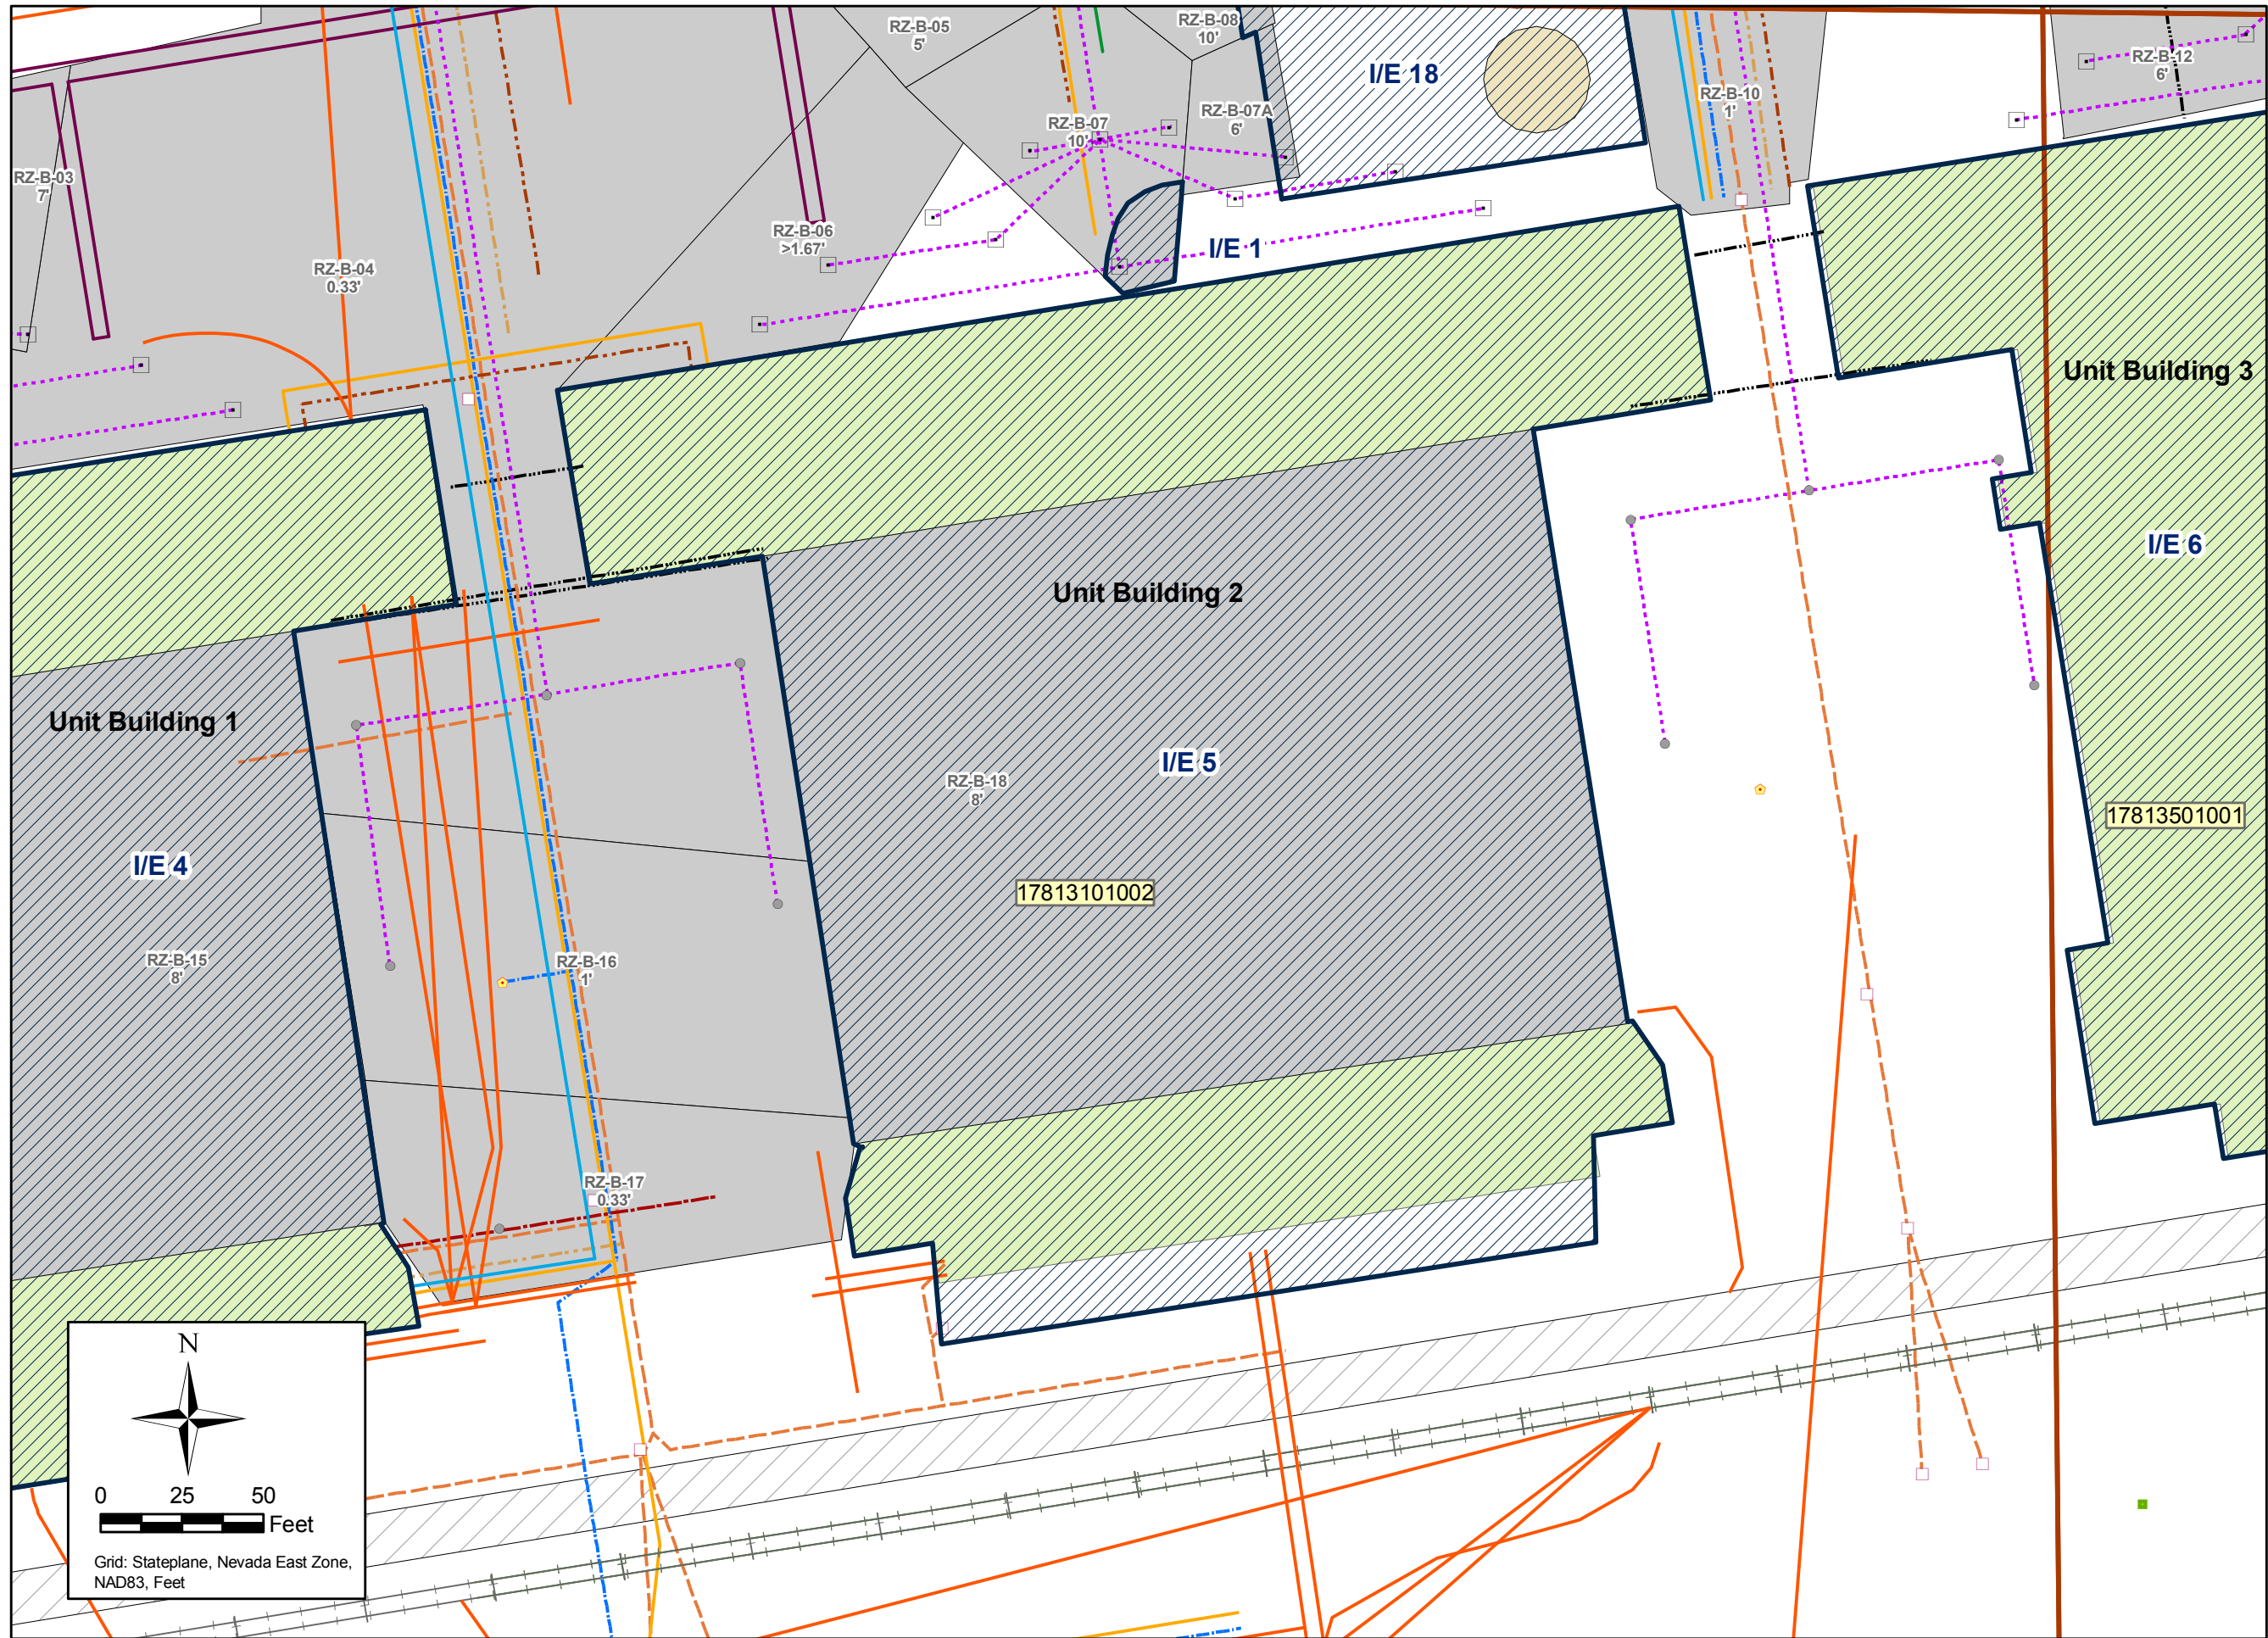 RZ-B-05
5'
RZ-B-08
10'
I/E 18
RZ-B-12
6'
RZ-B-10
1'
RZ-B-07
10'
RZ-B-07A
6'
RZ-B-03
7'
RZ-B-06
>1.67'
I/E 1
RZ-B-04
0.33'
Unit Building 3
I/E 6
Unit Building 2
Unit Building 1
I/E 5
RZ-B-18
8'
17813501001
I/E 4
17813101002
RZ-B-15
8'
RZ-B-16
1'
RZ-B-17
0.33'
N
0 25 50
Feet
Grid: Stateplane, Nevada East Zone,
NAD83, Feet